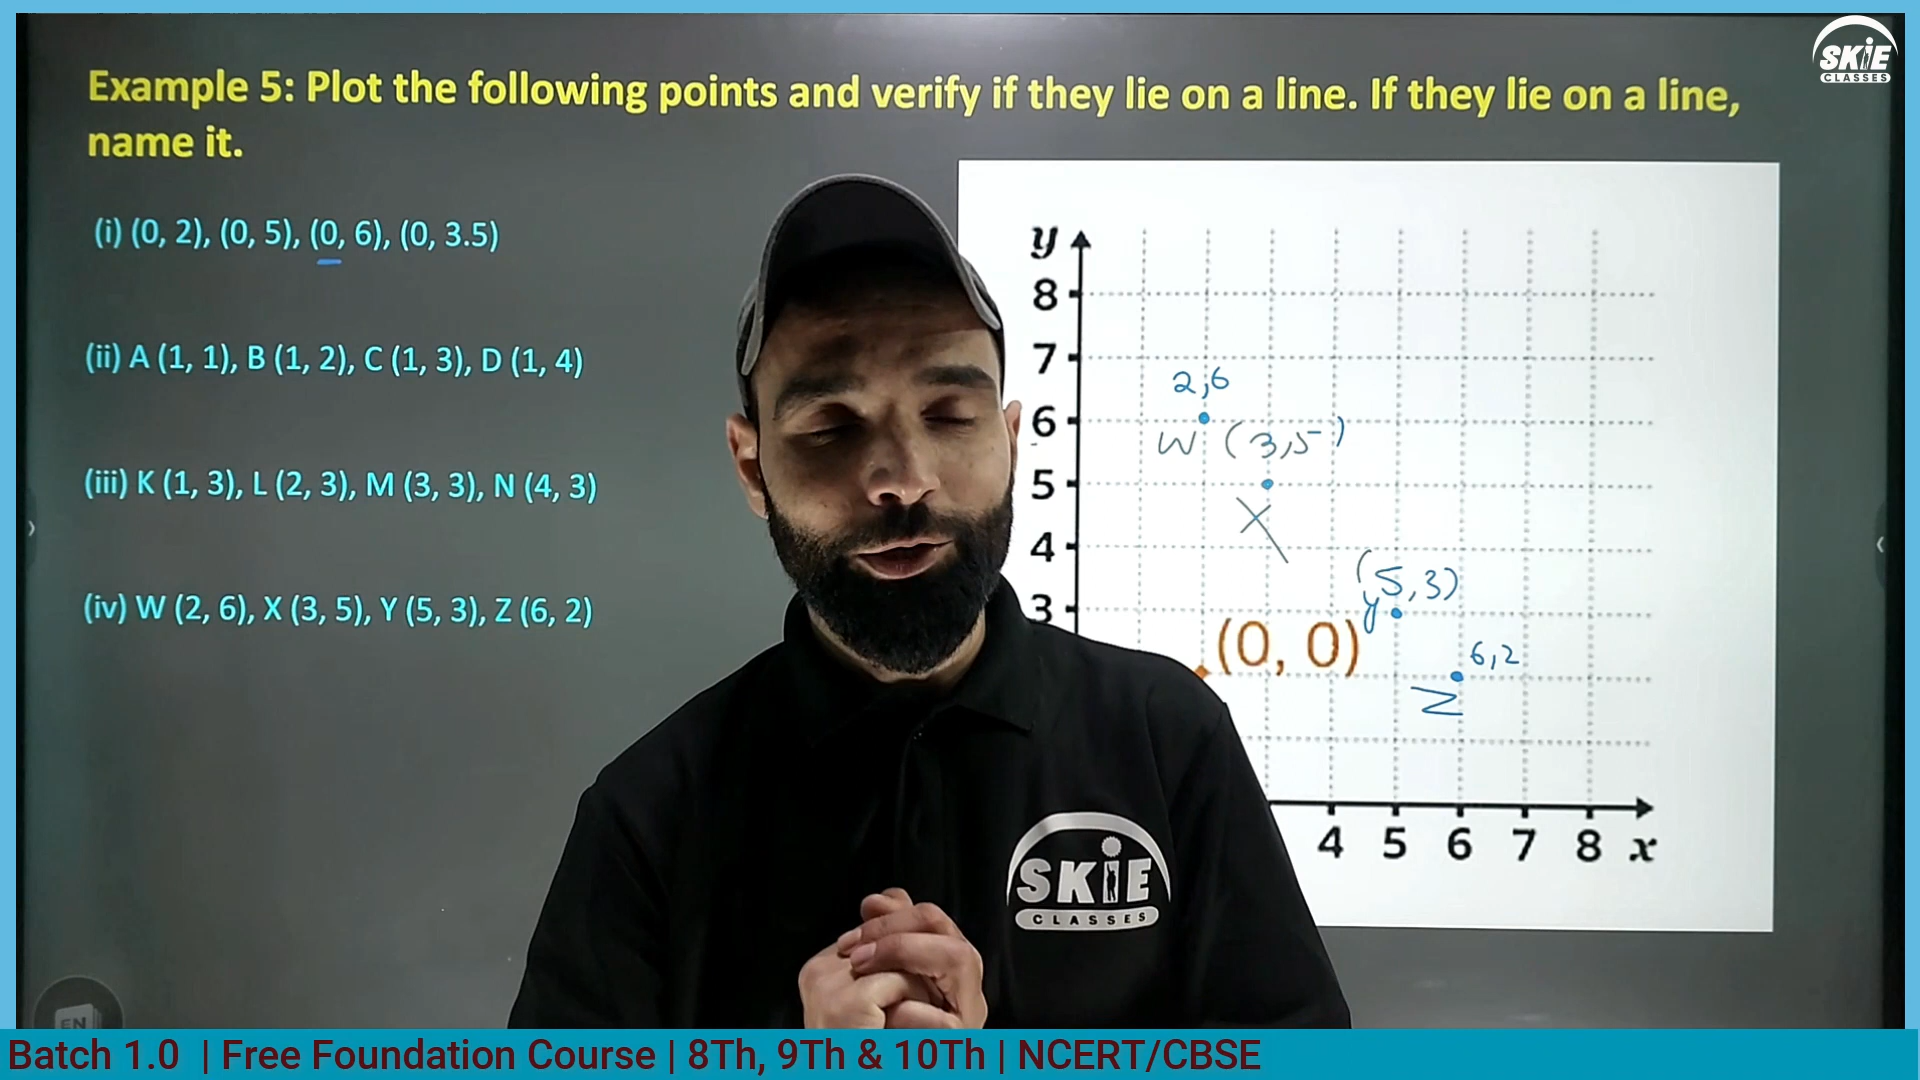 SKiE
CLASSES
Example 5: Plot the following points and verify if they lie on a line. If they lie on a line,
name it.
(i) (0, 2), (0, 5), (0, 6), (0, 3.5)
(ii) A (1, 1), B (1, 2), C (1, 3), D (1, 4)
(iii) K (1, 3), L (2, 3), M (3, 3), N (4, 3)
(iv) W (2, 6), X (3, 5), Y (5, 3), Z (6, 2)
y
8
7
2,6
6
W (3,5)
5
X
4
(5,3)
y
3
(0, 0)
6,2
Z
4 5 6 7 8 x
SKiE
CLASSES
EN
Batch 1.0 | Free Foundation Course | 8Th, 9Th & 10Th | NCERT/CBSE